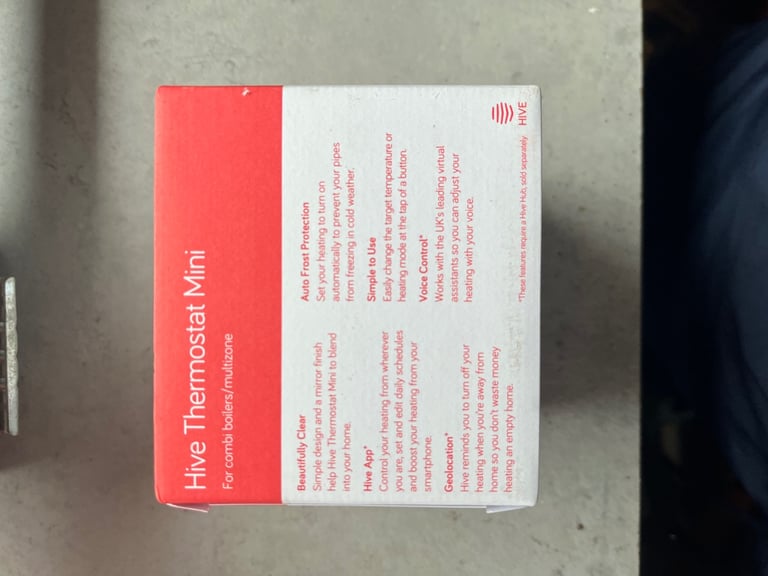 Hive Thermostat Mini
For combi boilers/multizone
Beautifully Clear
Simple design and a mirror finish
help Hive Thermostat Mini to blend
into your home.
Hive App*
Control your heating from wherever
you are, set and edit daily schedules
and boost your heating from your
smartphone.
Geolocation*
Hive reminds you to turn off your
heating when you're away from
home so you don't waste money
heating an empty home.
Auto Frost Protection
Set your heating to turn on
automatically to prevent your pipes
from freezing in cold weather.
Simple to Use
Easily change the target temperature or
heating mode at the tap of a button.
Voice Control*
Works with the UK's leading virtual
assistants so you can adjust your
heating with your voice.
*These features require a Hive Hub, sold separately
HIVE